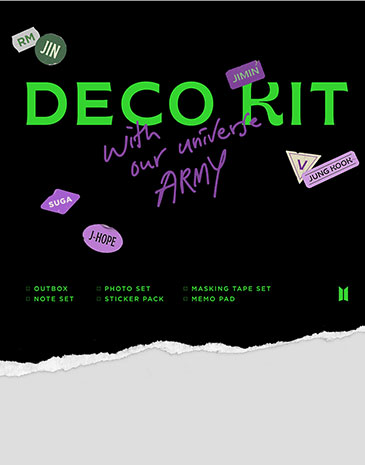 RM
JIN
JIMIN
DECO KIT
with
our universe
ARMY
V
JUNG KOOK
SUGA
J-HOPE
OUTBOX PHOTO SET MASKING TAPE SET
NOTE SET STICKER PACK MEMO PAD